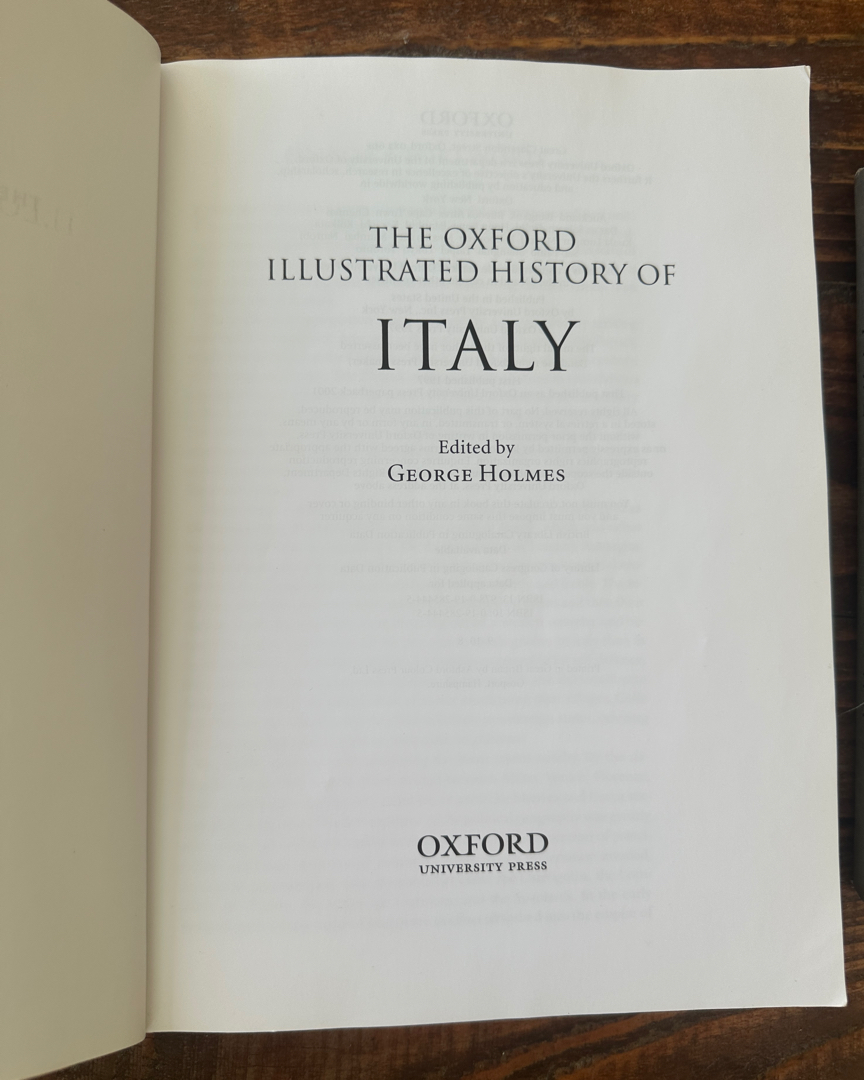 THE OXFORD
ILLUSTRATED HISTORY OF
ITALY
Edited by
GEORGE HOLMES
OXFORD
UNIVERSITY PRESS